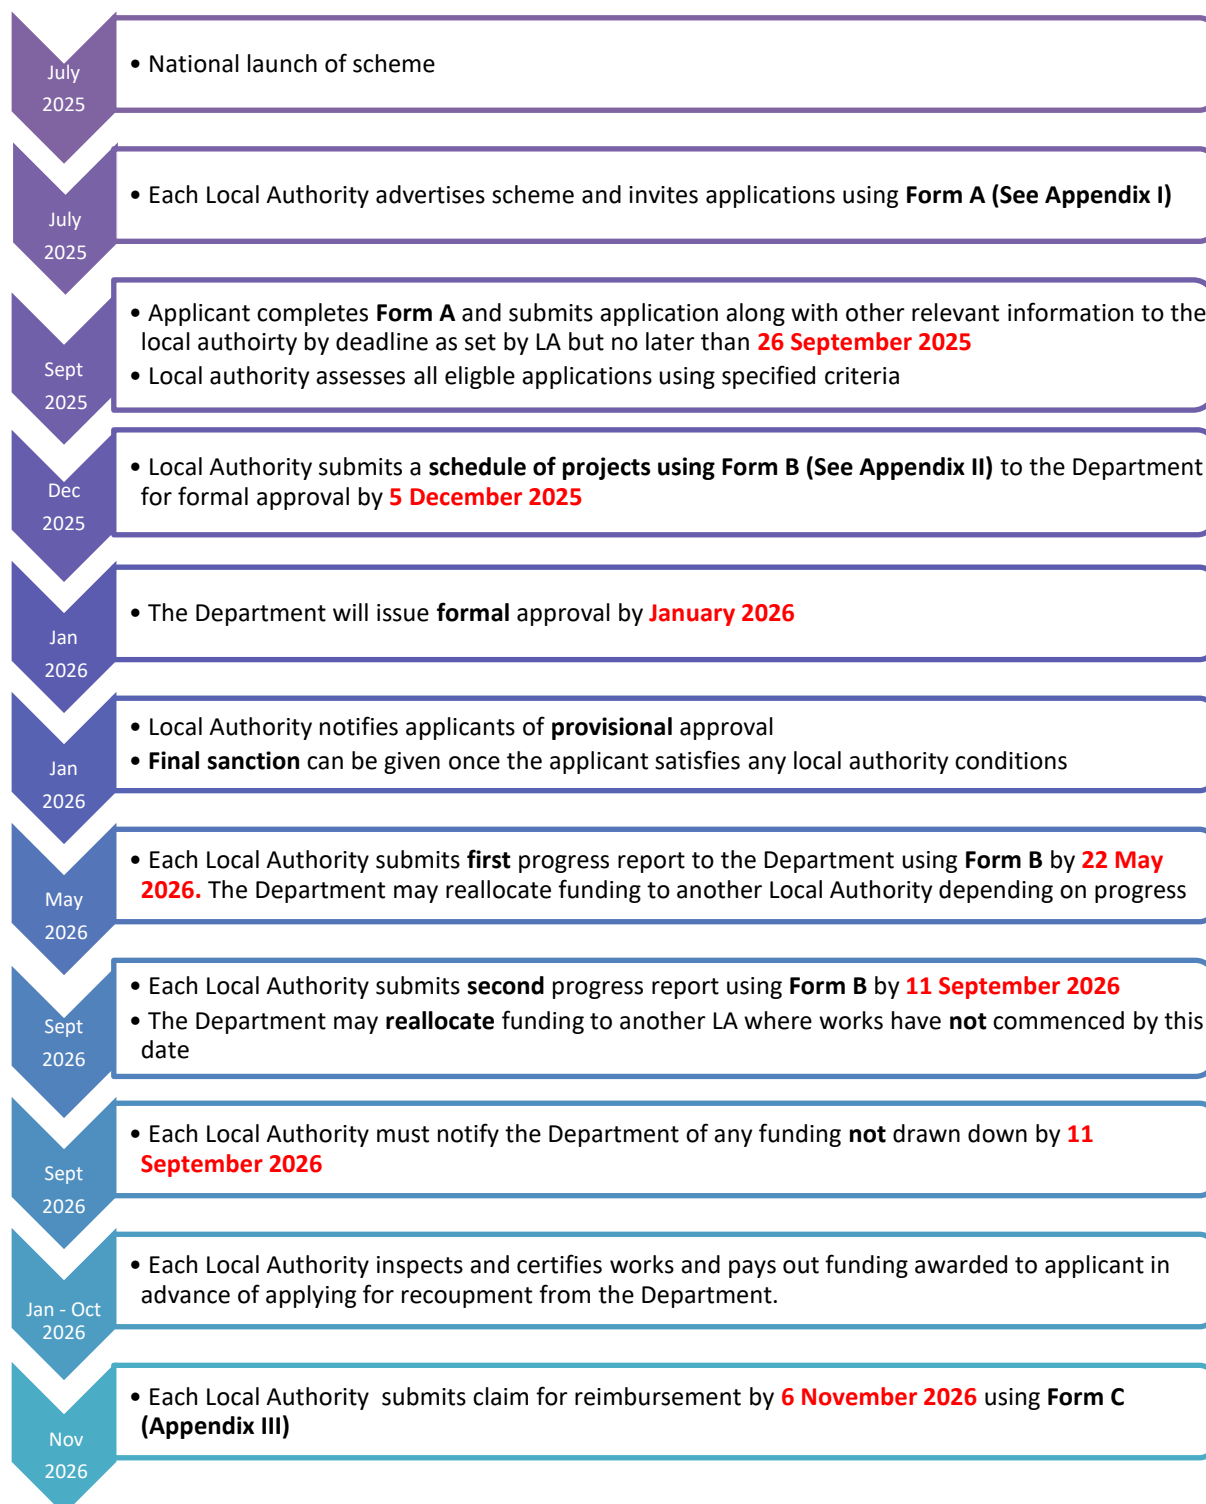 July
2025
• National launch of scheme
July
2025
• Each Local Authority advertises scheme and invites applications using Form A (See Appendix I)
Sept
2025
• Applicant completes Form A and submits application along with other relevant information to the
local authoirty by deadline as set by LA but no later than 26 September 2025
• Local authority assesses all eligble applications using specified criteria
Dec
2025
• Local Authority submits a schedule of projects using Form B (See Appendix II) to the Department
for formal approval by 5 December 2025
Jan
2026
• The Department will issue formal approval by January 2026
Jan
2026
• Local Authority notifies applicants of provisional approval
• Final sanction can be given once the applicant satisfies any local authority conditions
May
2026
• Each Local Authority submits first progress report to the Department using Form B by 22 May
2026. The Department may reallocate funding to another Local Authority depending on progress
Sept
2026
• Each Local Authority submits second progress report using Form B by 11 September 2026
• The Department may reallocate funding to another LA where works have not commenced by this
date
Sept
2026
• Each Local Authority must notify the Department of any funding not drawn down by 11
September 2026
Jan - Oct
2026
• Each Local Authority inspects and certifies works and pays out funding awarded to applicant in
advance of applying for recoupment from the Department.
Nov
2026
• Each Local Authority  submits claim for reimbursement by 6 November 2026 using Form C
(Appendix III)